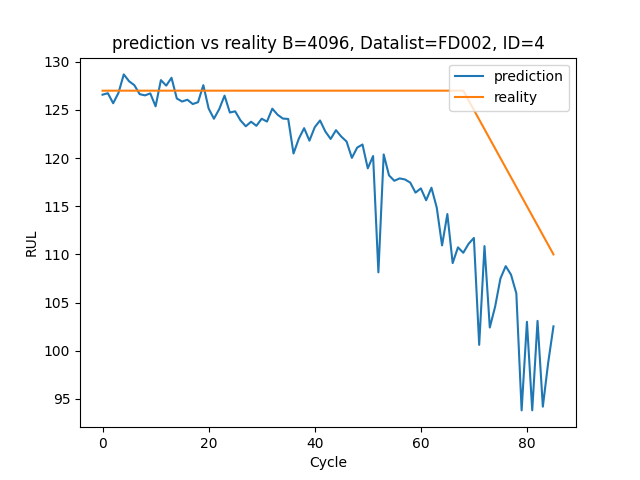 prediction vs reality B=4096, Datalist=FD002, ID=4
prediction
reality
130
125
120
115
110
105
100
95
RUL
0 20 40 60 80
Cycle